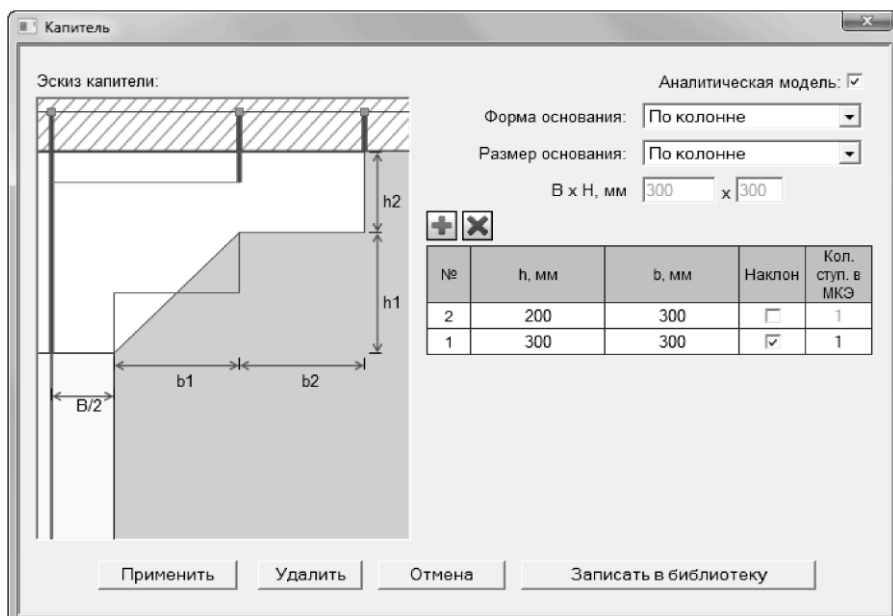 Капитель
Эскиз капители:
h2
h1
b1
b2
B/2
Аналитическая модель:
Форма основания: По колонне
Размер основания: По колонне
B x H, мм 300 x 300
№ h, мм b, мм Наклон Кол. ступ. в МКЭ
2 200 300 1
1 300 300 1
Применить Удалить Отмена Записать в библиотеку